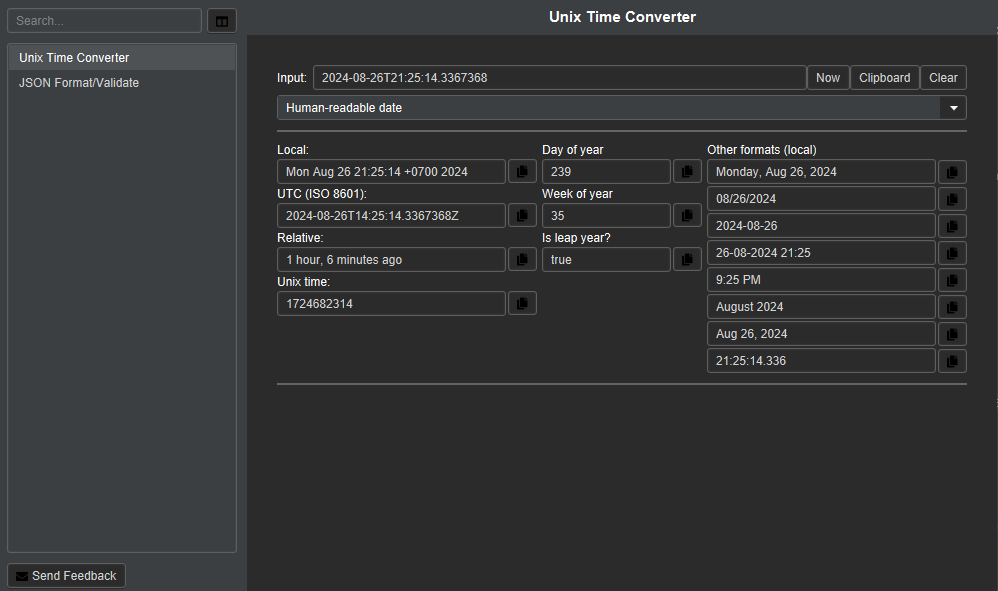 Search...
Unix Time Converter
JSON Format/Validate
Send Feedback
Unix Time Converter
Input: 2024-08-26T21:25:14.3367368 Now Clipboard Clear
Human-readable date
Local:
Mon Aug 26 21:25:14 +0700 2024
UTC (ISO 8601):
2024-08-26T14:25:14.3367368Z
Relative:
1 hour, 6 minutes ago
Unix time:
1724682314
Day of year
239
Week of year
35
Is leap year?
true
Other formats (local)
Monday, Aug 26, 2024
08/26/2024
2024-08-26
26-08-2024 21:25
9:25 PM
August 2024
Aug 26, 2024
21:25:14.336